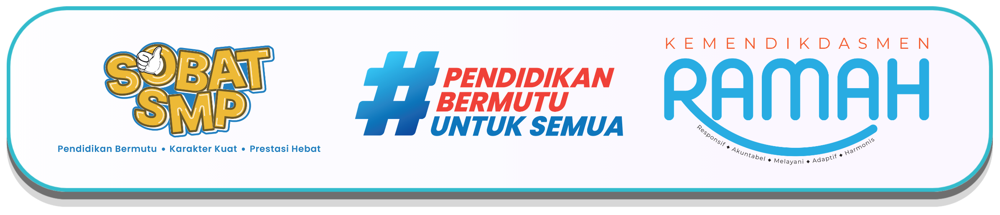 SOBAT
SMP
Pendidikan Bermutu • Karakter Kuat • Prestasi Hebat
#PENDIDIKAN
BERMUTU
UNTUK SEMUA
KEMENDIKDASMEN
RAMAH
Responsif ◆ Akuntabel ◆ Melayani ◆ Adaptif ◆ Harmonis